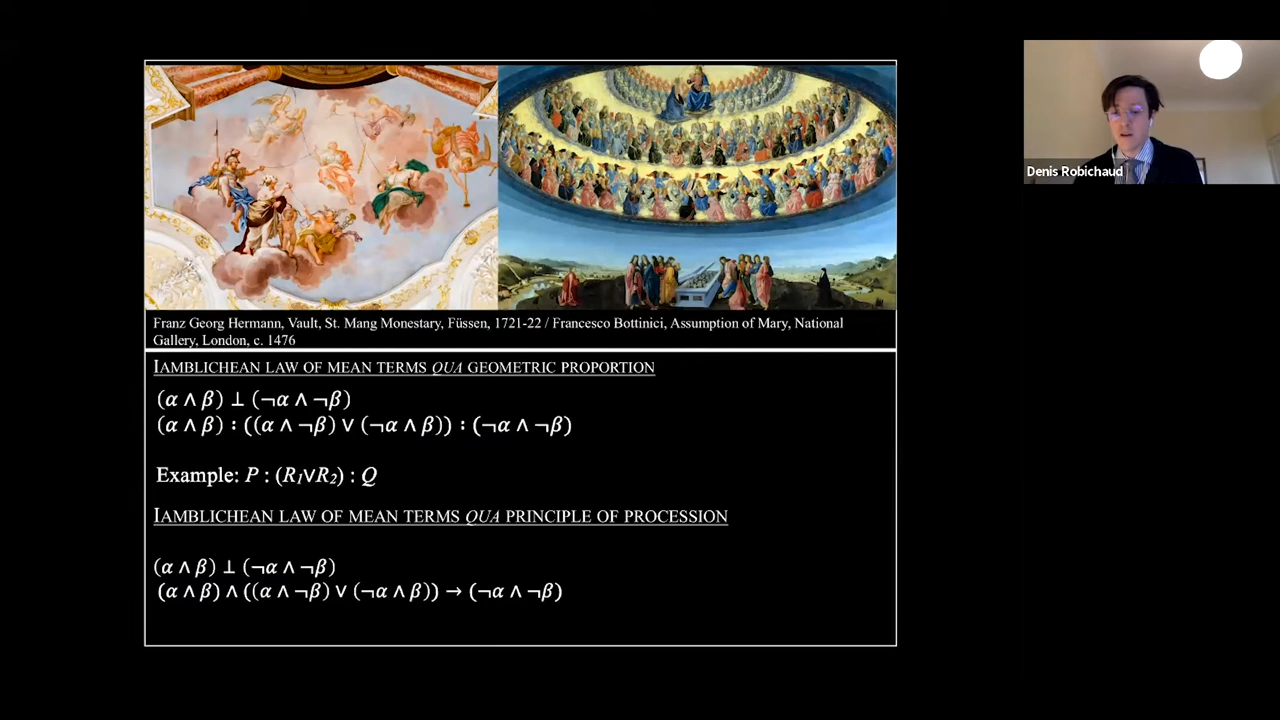 Franz Georg Hermann, Vault, St. Mang Monestary, Füssen, 1721-22 / Francesco Bottinici, Assumption of Mary, National
Gallery, London, c. 1476
IAMBLICHEAN LAW OF MEAN TERMS QUA GEOMETRIC PROPORTION
(α ∧ β) ⊥ (¬α ∧ ¬β)
(α ∧ β) : ((α ∧ ¬β) ∨ (¬α ∧ β)) : (¬α ∧ ¬β)
Example: P : (R₁∨R₂) : Q
IAMBLICHEAN LAW OF MEAN TERMS QUA PRINCIPLE OF PROCESSION
(α ∧ β) ⊥ (¬α ∧ ¬β)
(α ∧ β) ∧ ((α ∧ ¬β) ∨ (¬α ∧ β)) → (¬α ∧ ¬β)
Denis Robichaud